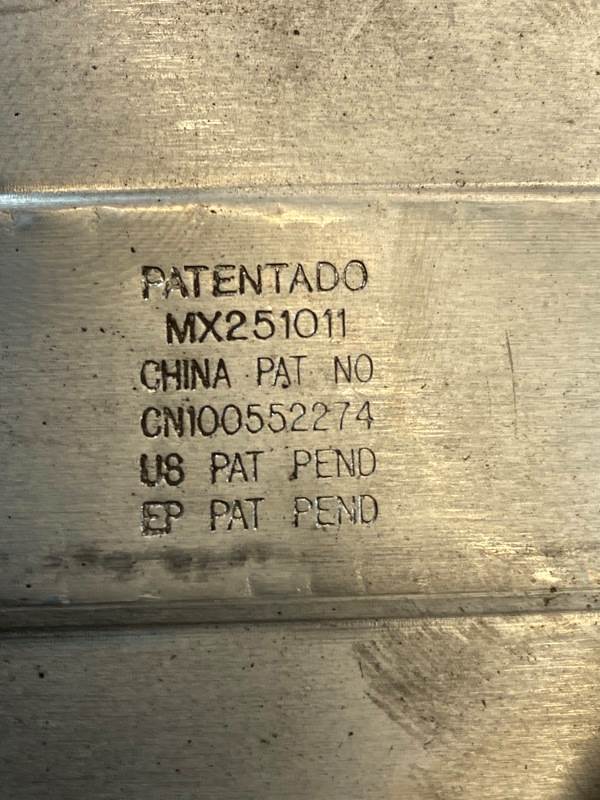 PATENTADO
MX251011
CHINA PAT NO
CN100552274
US PAT PEND
EP PAT PEND